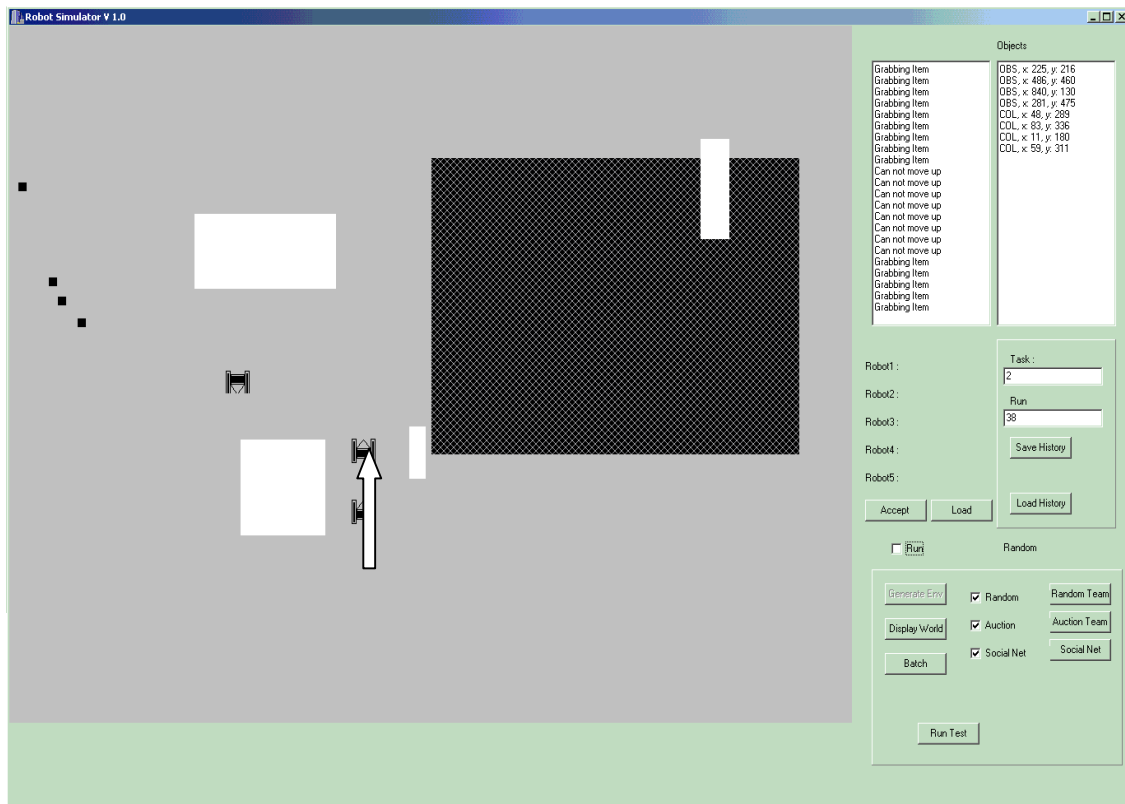 Robot Simulator V 1.0
Objects
Grabbing Item
Grabbing Item
Grabbing Item
Grabbing Item
Grabbing Item
Grabbing Item
Grabbing Item
Grabbing Item
Grabbing Item
Can not move up
Can not move up
Can not move up
Can not move up
Can not move up
Can not move up
Can not move up
Can not move up
Grabbing Item
Grabbing Item
Grabbing Item
Grabbing Item
Grabbing Item
OBS, x: 225, y: 216
OBS, x: 486, y: 460
OBS, x: 840, y: 130
OBS, x: 281, y: 475
COL, x: 48, y: 289
COL, x: 83, y: 336
COL, x: 11, y: 180
COL, x: 59, y: 311
Robot1 :
Robot2 :
Robot3 :
Robot4 :
Robot5 :
Task :
2
Run
38
Save History
Load History
Accept
Load
Run
Random
Generate Env
Random
Random Team
Display World
Auction
Auction Team
Batch
Social Net
Social Net
Run Test